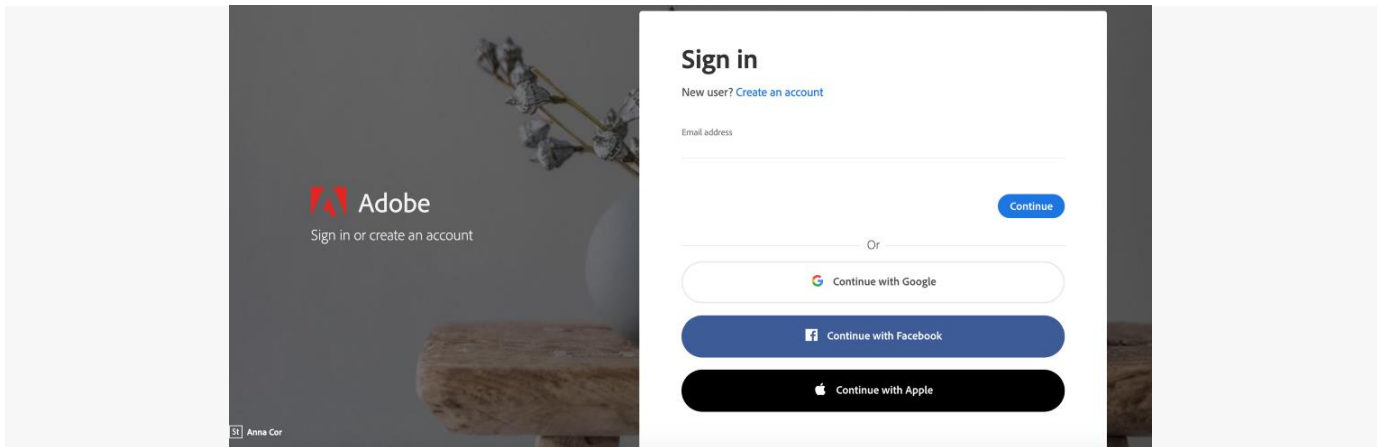 Adobe
Sign in or create an account
St Anna Cor
Sign in
New user? Create an account
Email address
Continue
Or
Continue with Google
Continue with Facebook
Continue with Apple